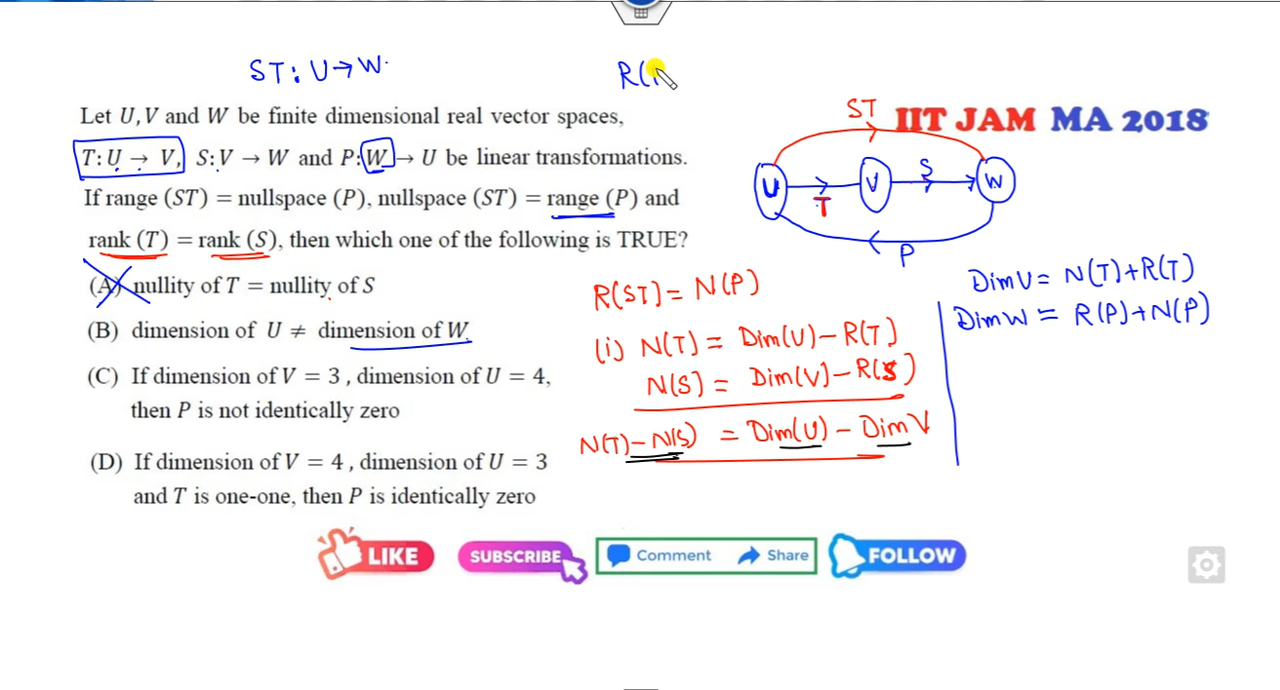 ST: U→W.
R(
Let U,V and W be finite dimensional real vector spaces,
T: U → V, S: V → W and P: W → U be linear transformations.
If range (ST) = nullspace (P), nullspace (ST) = range (P) and
rank (T) = rank (S), then which one of the following is TRUE?
(A) nullity of T = nullity of S
(B) dimension of U ≠ dimension of W.
(C) If dimension of V = 3, dimension of U = 4,
then P is not identically zero
(D) If dimension of V = 4, dimension of U = 3
and T is one-one, then P is identically zero
IIT JAM MA 2018
ST
U
T
V
S
W
P
R(ST) = N(P)
(i) N(T) = Dim(U) – R(T)
N(S) = Dim(V) – R(S)
N(T) – N(S) = Dim(U) – Dim V
Dim U = N(T) + R(T)
Dim W = R(P) + N(P)
LIKE
SUBSCRIBE
Comment
Share
FOLLOW